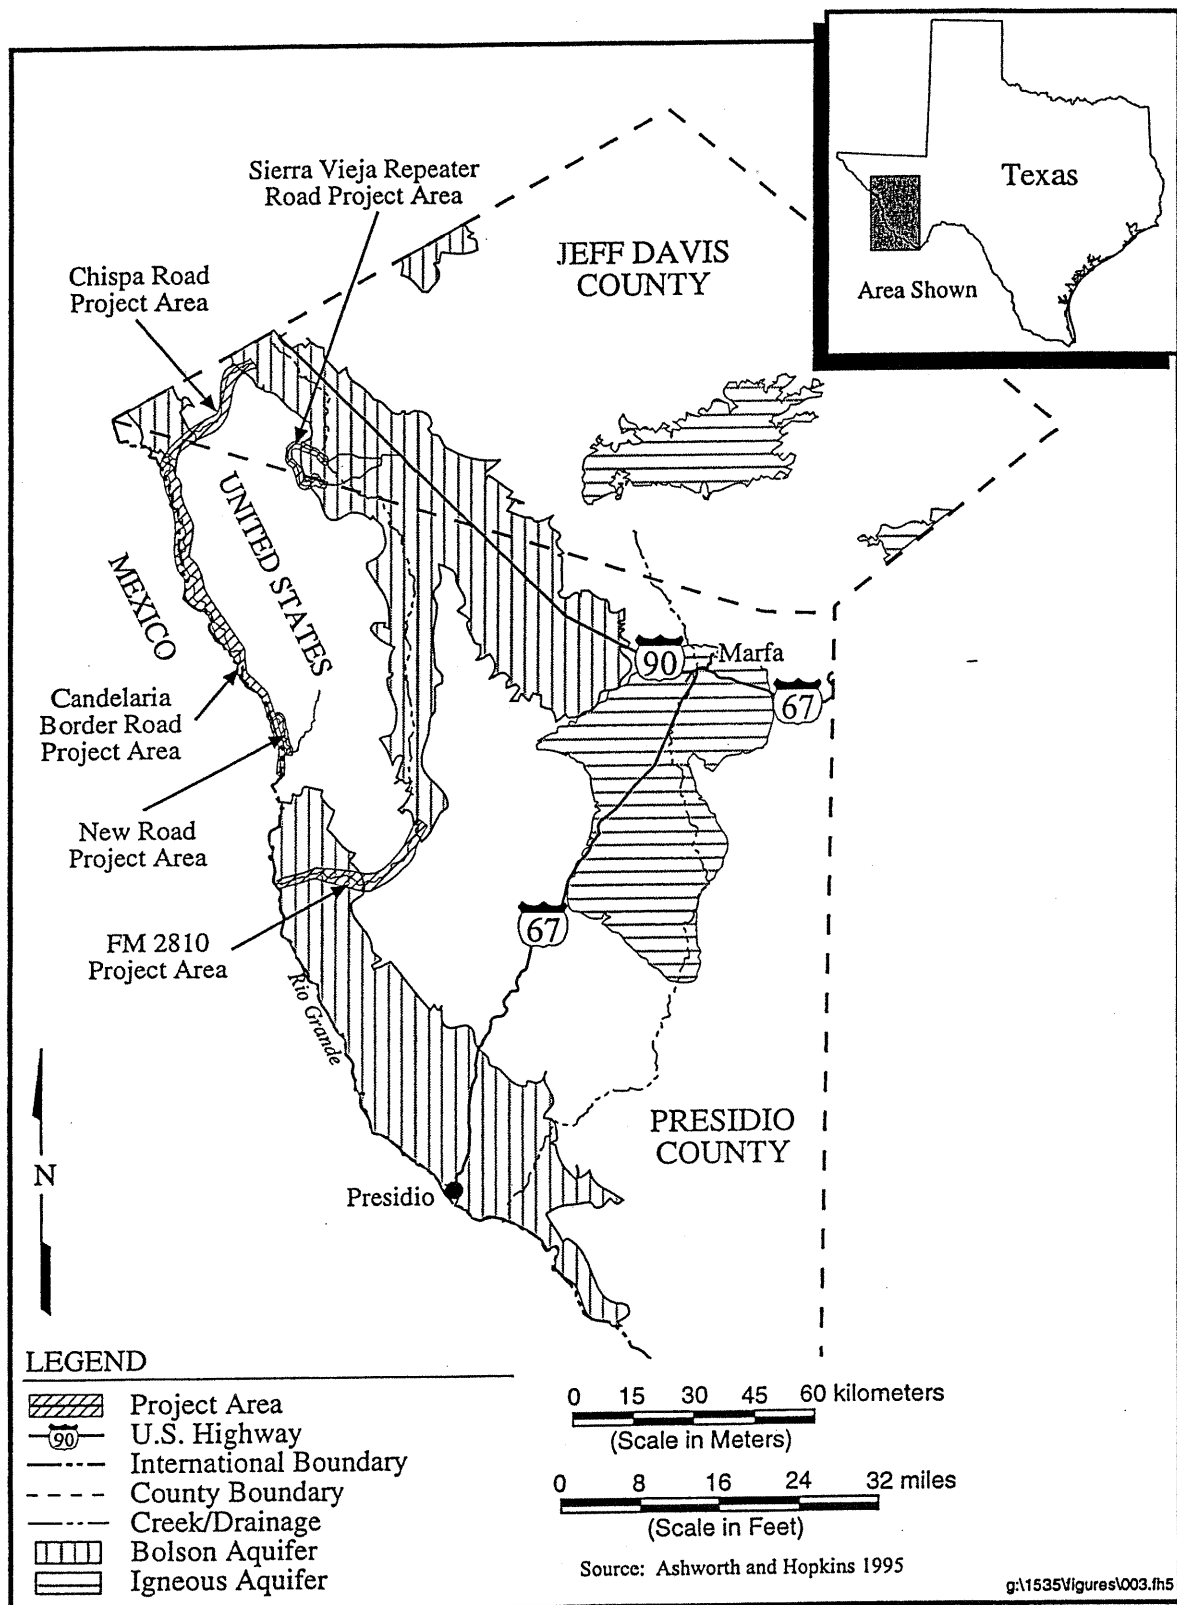 Texas
Area Shown
Sierra Vieja Repeater
Road Project Area
JEFF DAVIS
COUNTY
Chispa Road
Project Area
UNITED STATES
MEXICO
90
Marfa
67
Candelaria
Border Road
Project Area
New Road
Project Area
67
FM 2810
Project Area
Rio Grande
PRESIDIO
COUNTY
N
Presidio
LEGEND
Project Area
90
U.S. Highway
International Boundary
County Boundary
Creek/Drainage
Bolson Aquifer
Igneous Aquifer
0 15 30 45 60 kilometers
(Scale in Meters)
0 8 16 24 32 miles
(Scale in Feet)
Source: Ashworth and Hopkins 1995
g:\1535\figures\003.fh5